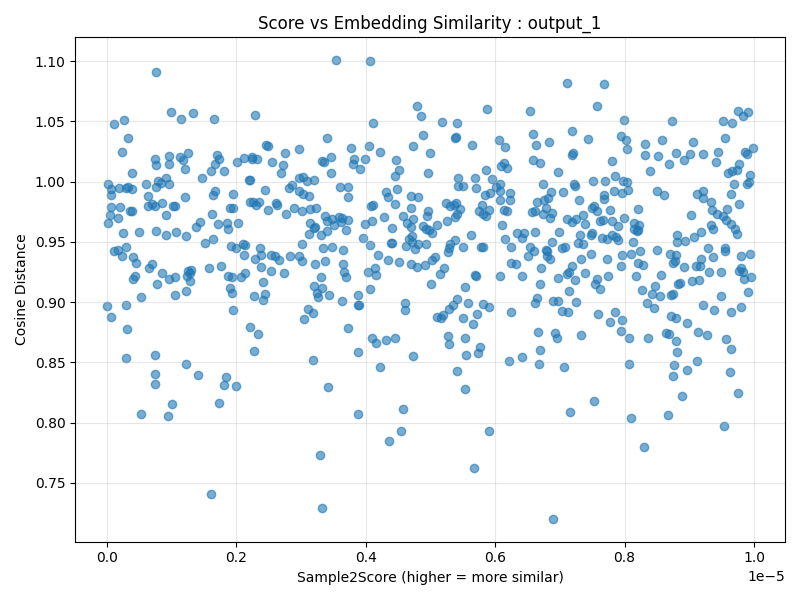 Score vs Embedding Similarity : output_1
Cosine Distance
1.10
1.05
1.00
0.95
0.90
0.85
0.80
0.75
0.0 0.2 0.4 0.6 0.8 1.0
1e−5
Sample2Score (higher = more similar)